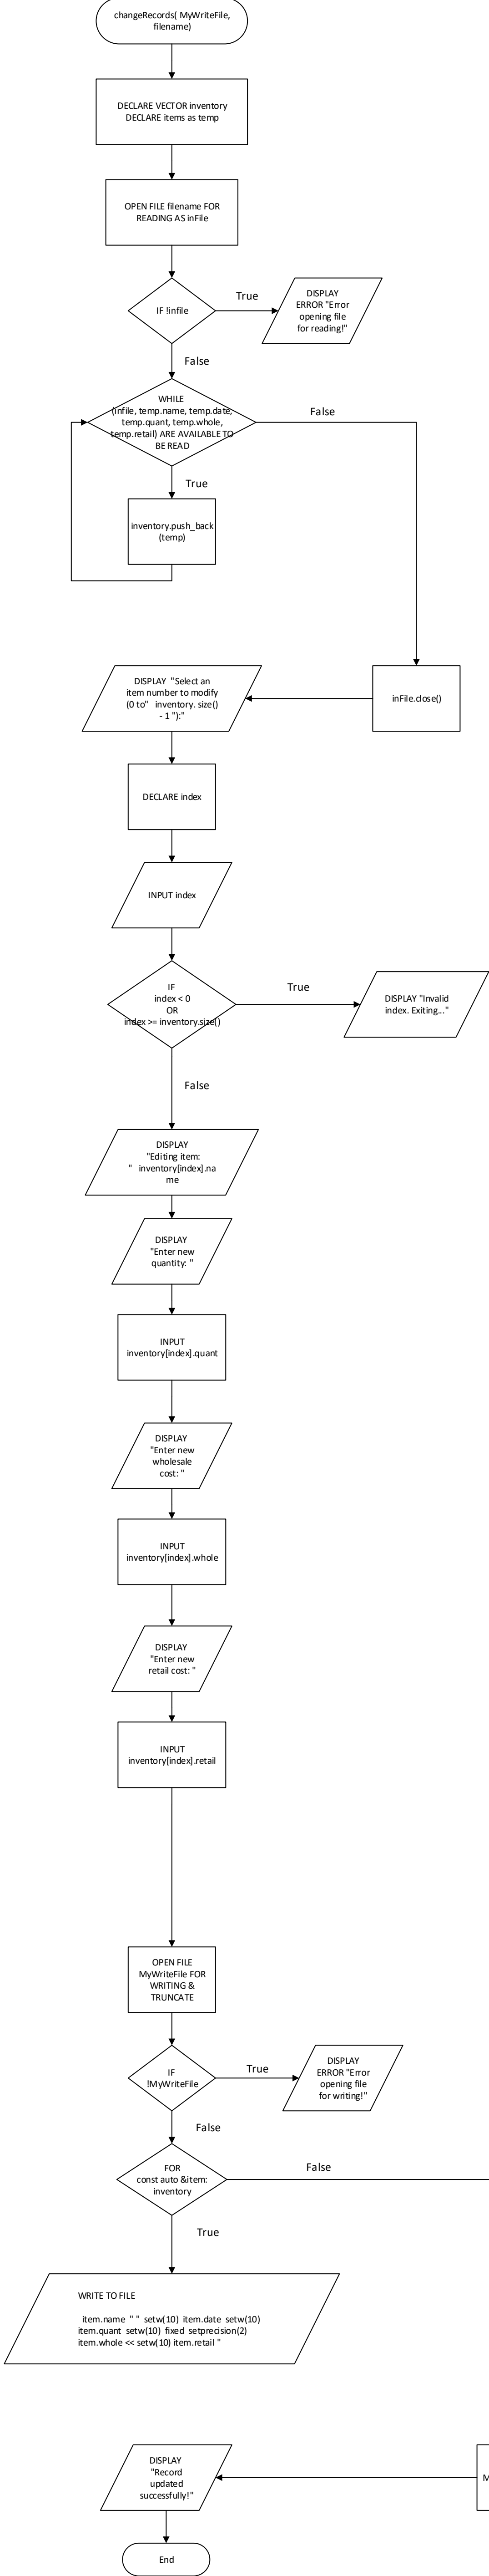 changeRecords( MyWriteFile,
filename)
DECLARE VECTOR inventory
DECLARE items as temp
OPEN FILE filename FOR
READING AS inFile
IF !infile
True
DISPLAY
ERROR "Error
opening file
for reading!"
False
WHILE
(infile, temp.name, temp.date,
temp.quant, temp.whole,
temp.retail) ARE AVAILABLE TO
BE READ
False
True
inventory.push_back
(temp)
DISPLAY "Select an
item number to modify
(0 to" inventory. size()
- 1 "):"
inFile.close()
DECLARE index
INPUT index
IF
index < 0
OR
index >= inventory.size()
True
DISPLAY "Invalid
index. Exiting..."
False
DISPLAY
"Editing item:
" inventory[index].na
me
DISPLAY
"Enter new
quantity: "
INPUT
inventory[index].quant
DISPLAY
"Enter new
wholesale
cost: "
INPUT
inventory[index].whole
DISPLAY
"Enter new
retail cost: "
INPUT
inventory[index].retail
OPEN FILE
MyWriteFile FOR
WRITING &
TRUNCATE
IF
!MyWriteFile
True
DISPLAY
ERROR "Error
opening file
for writing!"
False
FOR
const auto &item:
inventory
False
True
WRITE TO FILE
item.name " " setw(10) item.date setw(10)
item.quant setw(10) fixed setprecision(2)
item.whole << setw(10) item.retail "
DISPLAY
"Record
updated
successfully!"
M
End